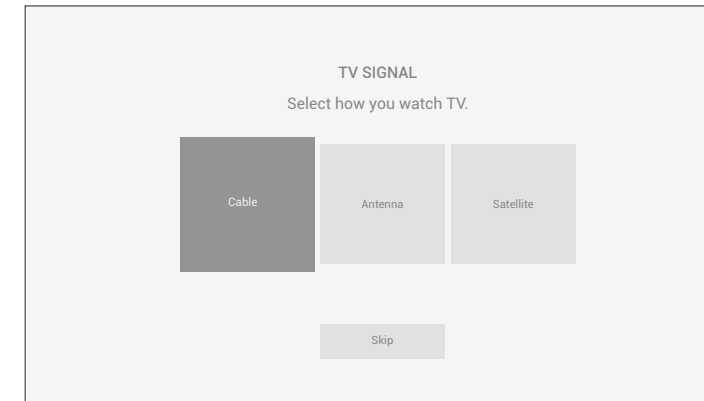 TV SIGNAL
Select how you watch TV.
Cable
Antenna
Satellite
Skip